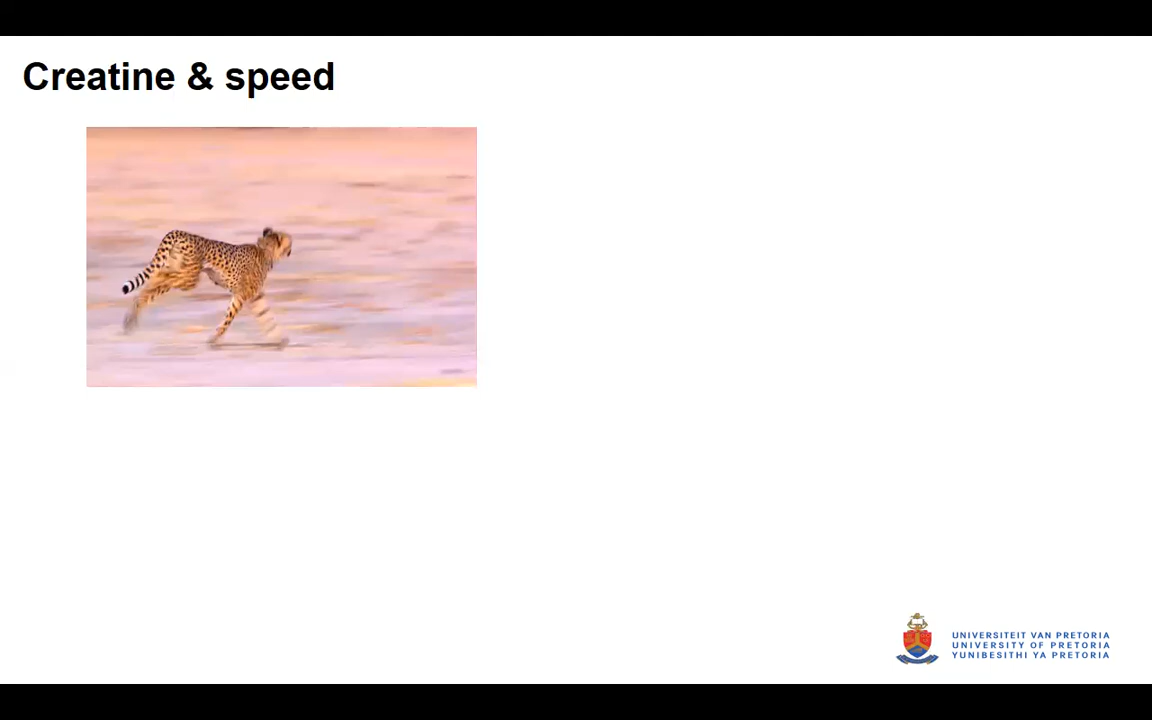 Creatine & speed
UNIVERSITEIT VAN PRETORIA
UNIVERSITY OF PRETORIA
YUNIBESITHI YA PRETORIA